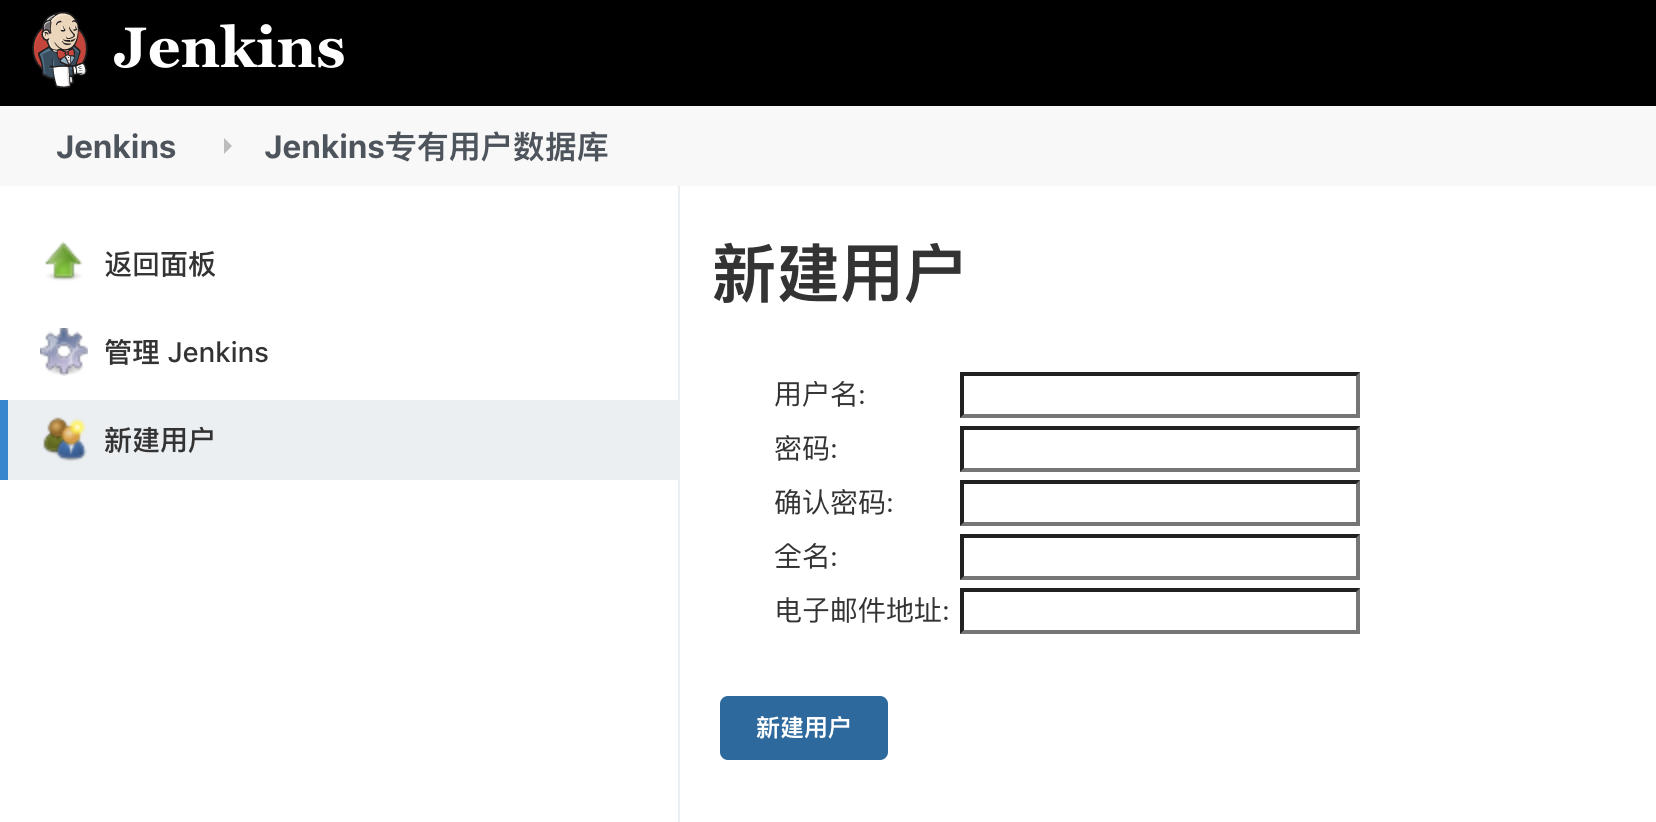 Jenkins
Jenkins
Jenkins专有用户数据库
返回面板
管理 Jenkins
新建用户
新建用户
用户名:
密码:
确认密码:
全名:
电子邮件地址:
新建用户